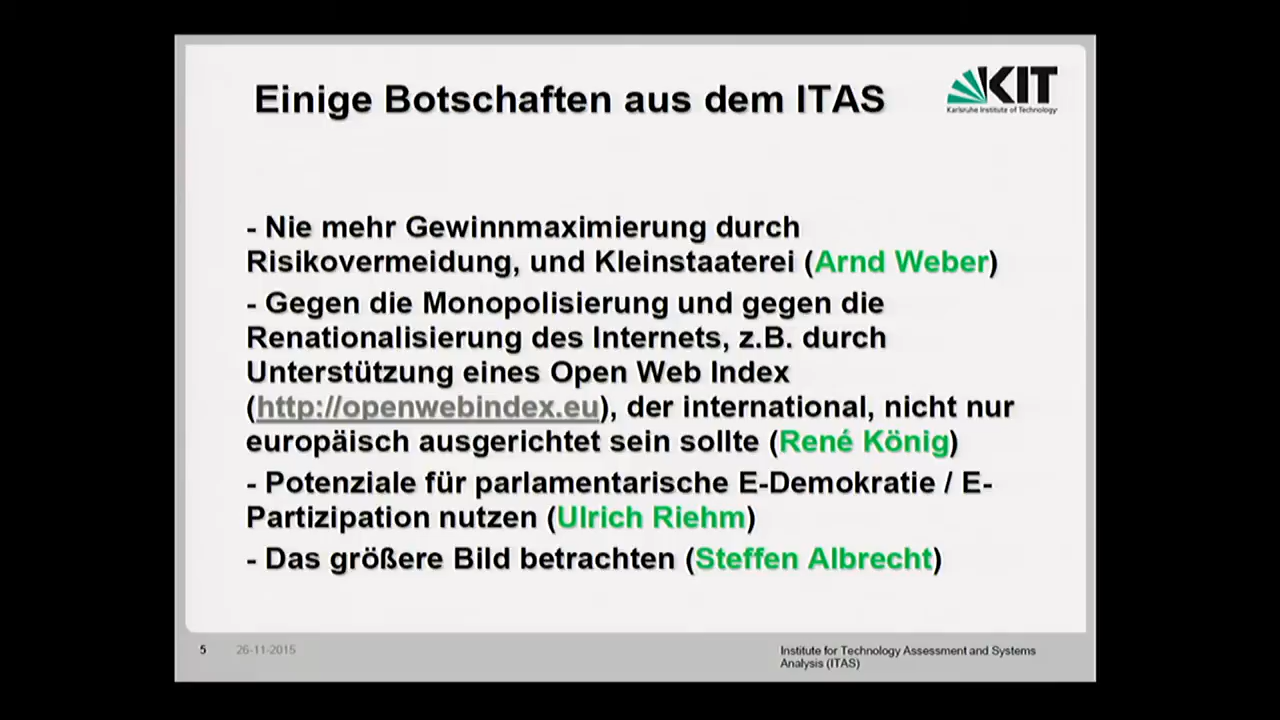 Einige Botschaften aus dem ITAS
KIT
Karlsruhe Institute of Technology
- Nie mehr Gewinnmaximierung durch
Risikovermeidung, und Kleinstaaterei (Arnd Weber)
- Gegen die Monopolisierung und gegen die
Renationalisierung des Internets, z.B. durch
Unterstützung eines Open Web Index
(http://openwebindex.eu), der international, nicht nur
europäisch ausgerichtet sein sollte (René König)
- Potenziale für parlamentarische E-Demokratie / E-
Partizipation nutzen (Ulrich Riehm)
- Das größere Bild betrachten (Steffen Albrecht)
5 26-11-2015
Institute for Technology Assessment and Systems
Analysis (ITAS)